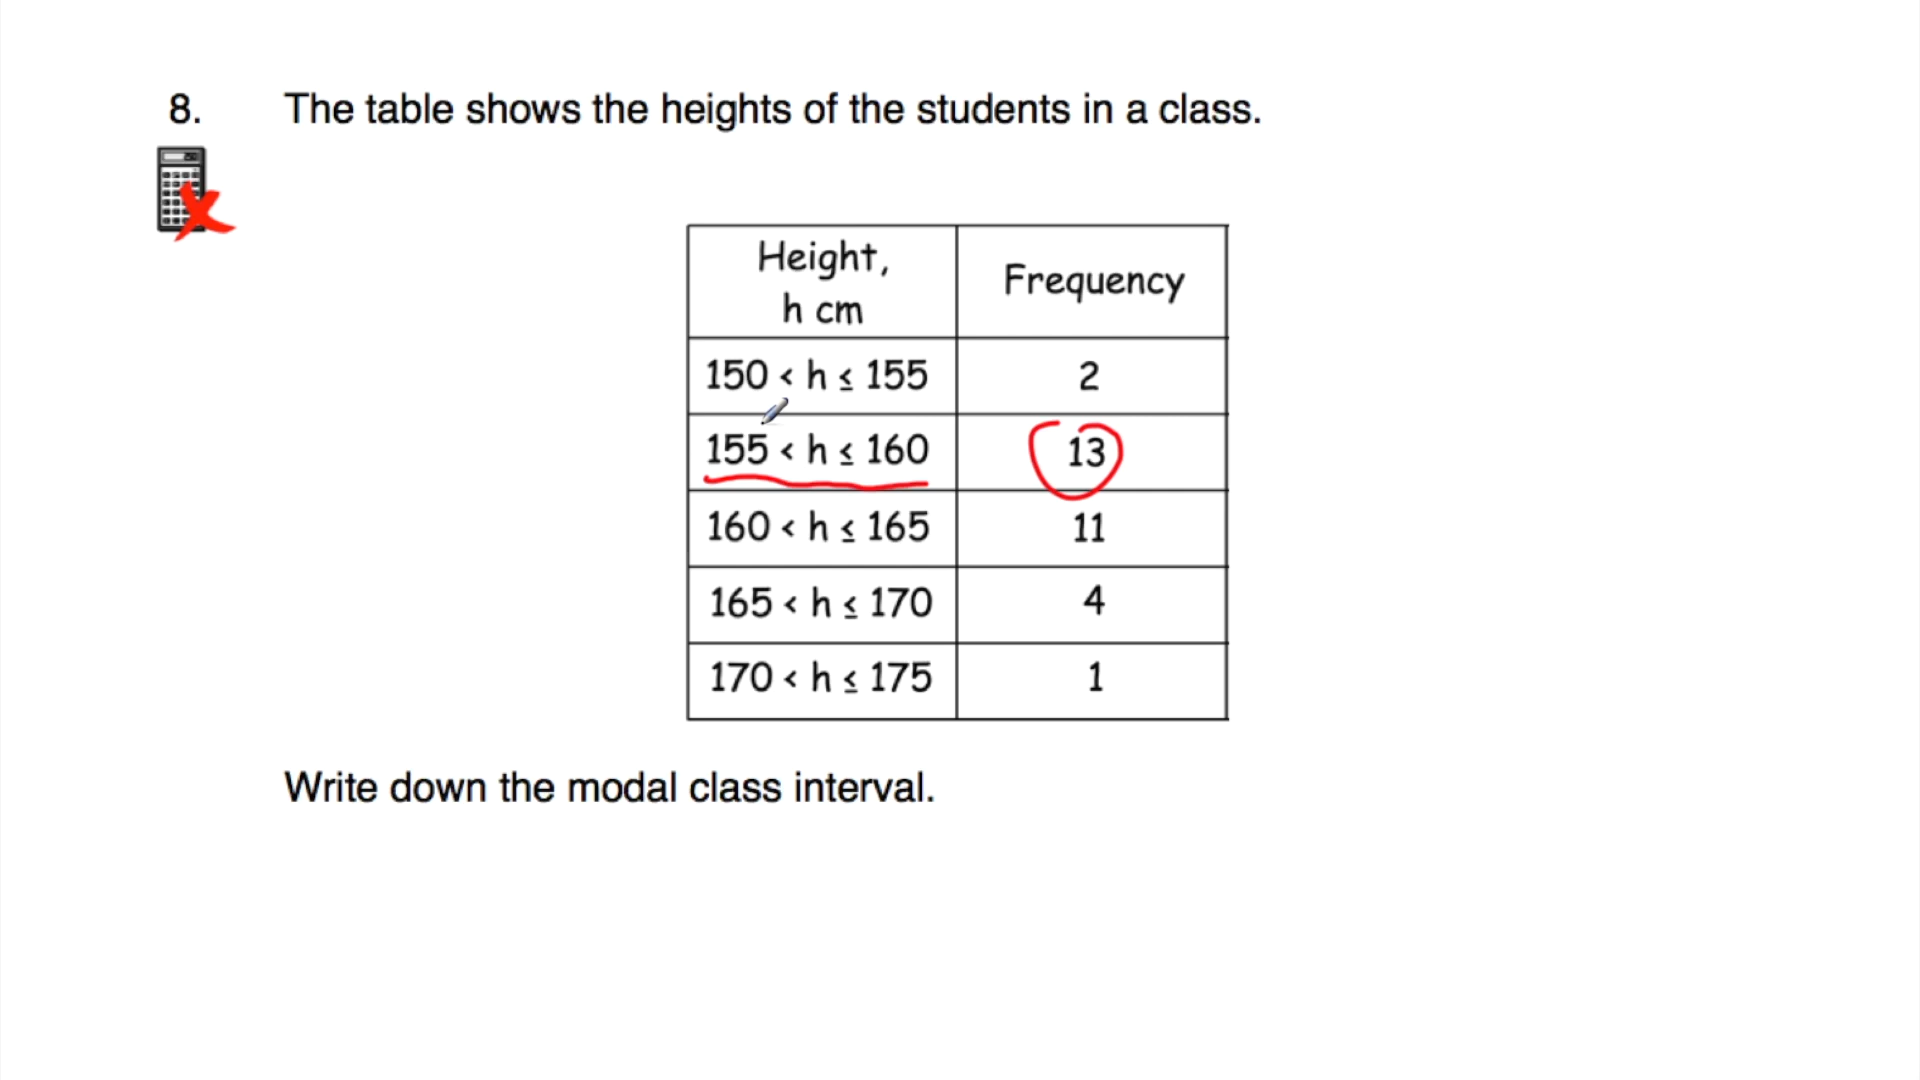 8. The table shows the heights of the students in a class.
Height, h cm Frequency
150 < h ≤ 155 2
155 < h ≤ 160 13
160 < h ≤ 165 11
165 < h ≤ 170 4
170 < h ≤ 175 1
Write down the modal class interval.